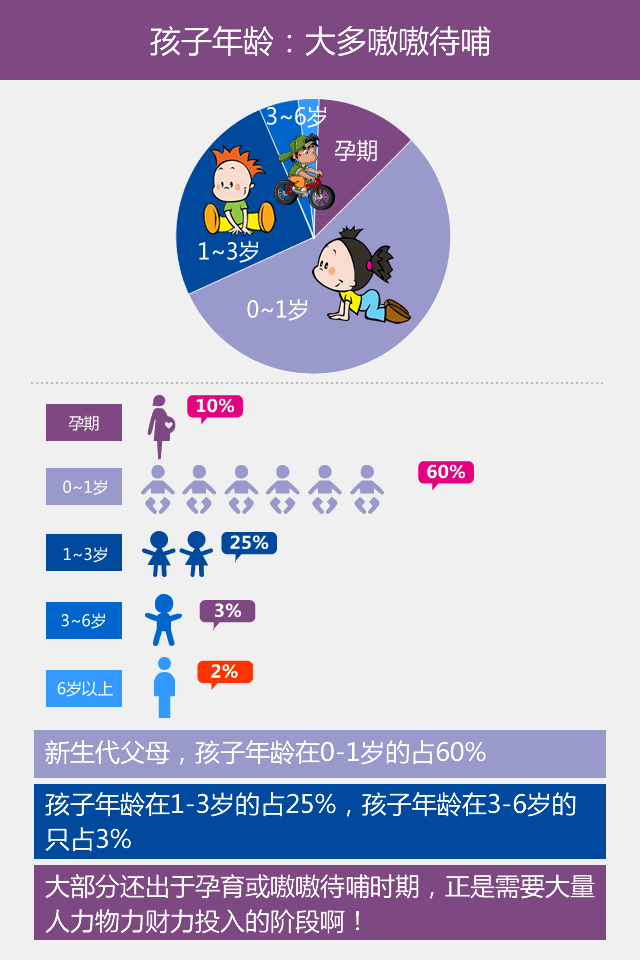 孩子年龄：大多嗷嗷待哺
3~6岁
孕期
1~3岁
0~1岁
孕期
10%
0~1岁
60%
1~3岁
25%
3~6岁
3%
6岁以上
2%
新生代父母，孩子年龄在0-1岁的占60%
孩子年龄在1-3岁的占25%，孩子年龄在3-6岁的
只占3%
大部分还出于孕育或嗷嗷待哺时期，正是需要大量
人力物力财力投入的阶段啊！